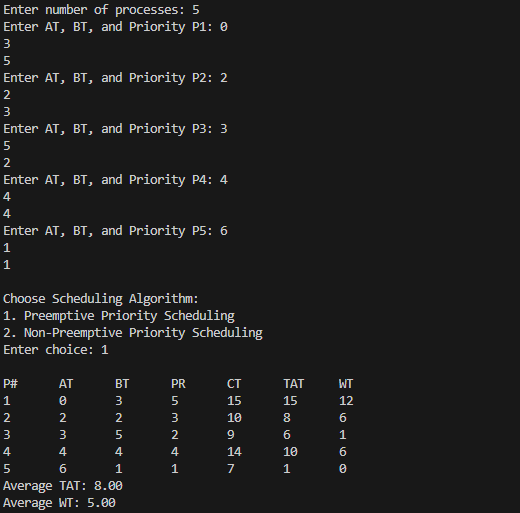 Enter number of processes: 5
Enter AT, BT, and Priority P1: 0
3
5
Enter AT, BT, and Priority P2: 2
2
3
Enter AT, BT, and Priority P3: 3
5
2
Enter AT, BT, and Priority P4: 4
4
4
Enter AT, BT, and Priority P5: 6
1
1

Choose Scheduling Algorithm:
1. Preemptive Priority Scheduling
2. Non-Preemptive Priority Scheduling
Enter choice: 1

P# AT BT PR CT TAT WT
1 0 3 5 15 15 12
2 2 2 3 10 8 6
3 3 5 2 9 6 1
4 4 4 4 14 10 6
5 6 1 1 7 1 0
Average TAT: 8.00
Average WT: 5.00